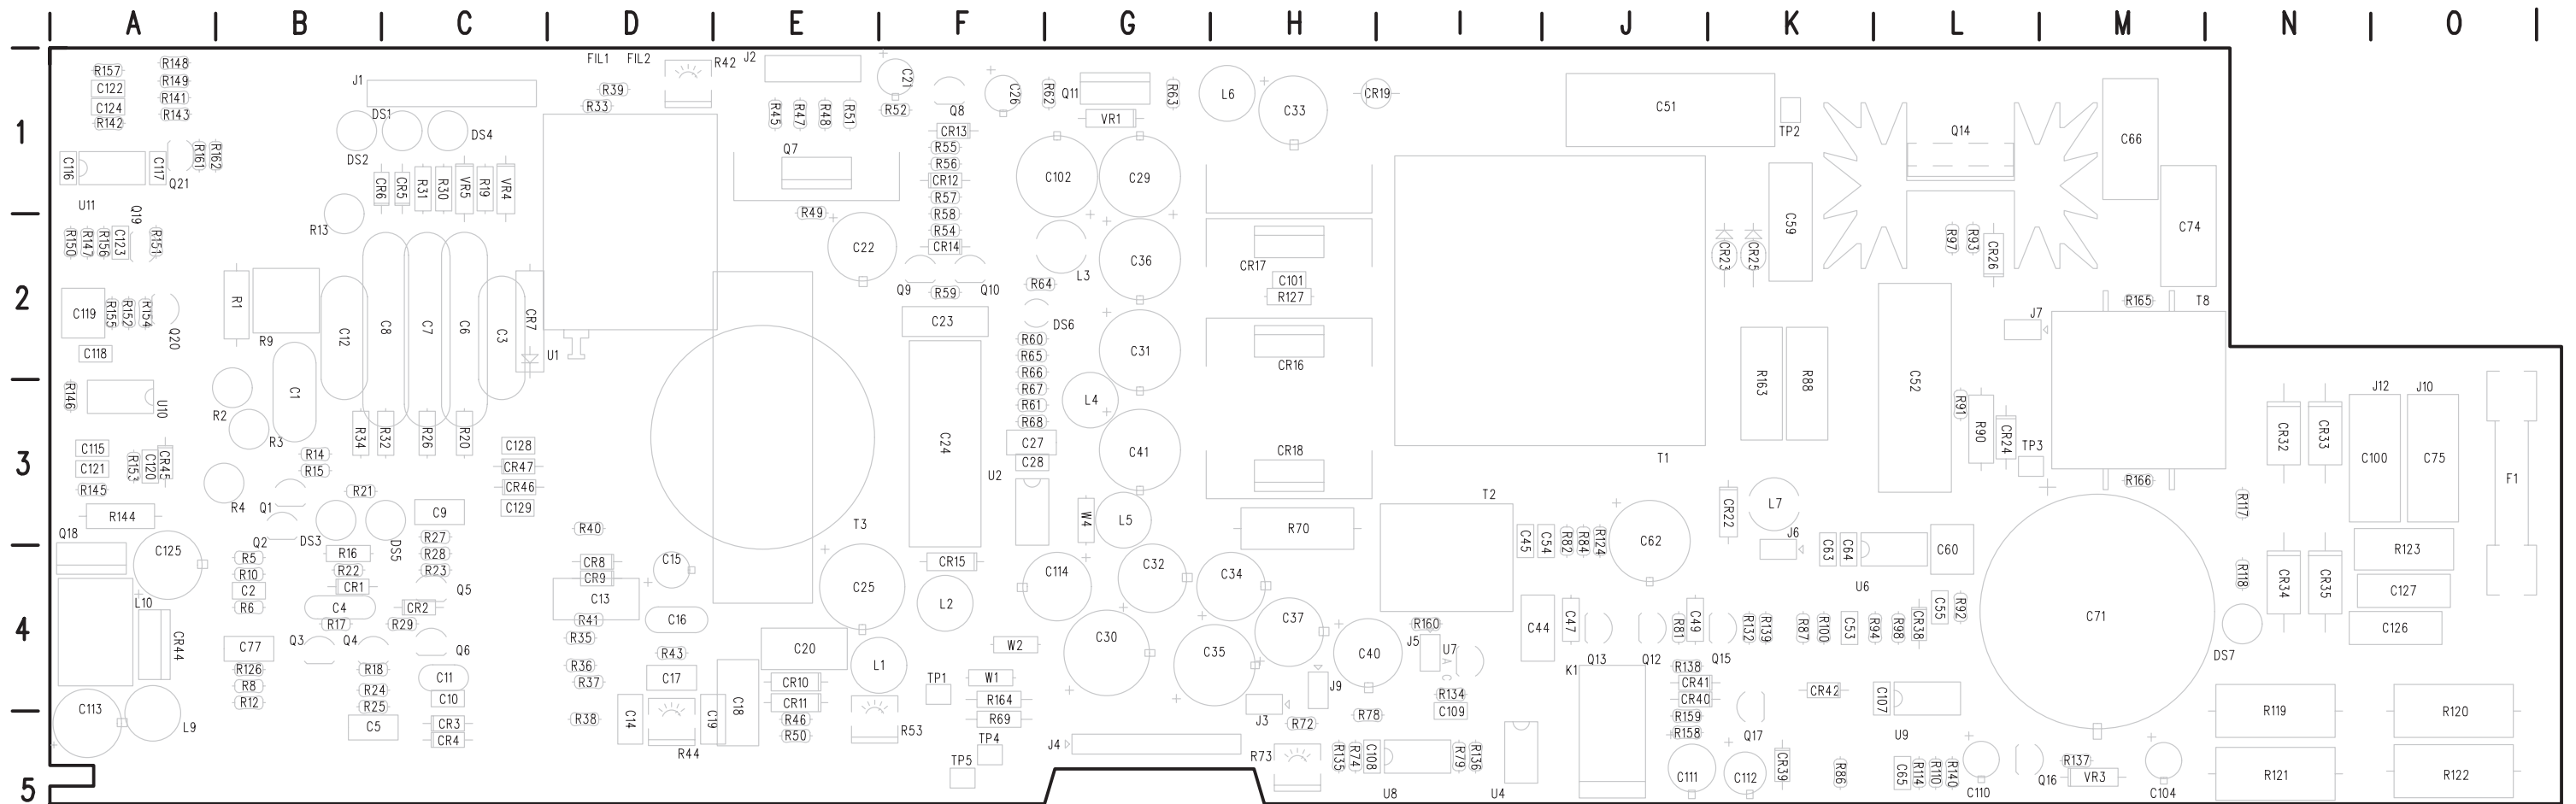 A B C D E F G H I J K L M N O
1
2
3
4
5
R157
C122
C124
R142
R148
R149
R141
R143
J1
FIL1
FIL2
R39
R33
R42
J2
C21
R52
Q8
C26
R62
Q11
R63
L6
C33
CR19
C51
TP2
Q14
C66
DS1
DS4
DS2
R45
R47
R48
R51
CR13
VR1
C116
C117
R161
R162
Q21
Q7
R55
R56
CR12
R57
CR6
CR5
R31
R30
VR5
R19
VR4
C102
C29
U11
Q19
R13
R49
R58
R54
CR14
C59
C74
R150
R147
R156
C123
R151
C22
L3
C36
CR17
CR23
CR25
R97
R93
CR26
C101
R127
R1
R9
C12
C8
C7
C6
C3
CR7
U1
Q9
R59
Q10
R64
C23
DS6
C119
R155
R152
R154
Q20
C118
R165
T8
J7
R60
R65
R66
R67
R61
R68
C31
CR16
R163
R88
C52
R146
U10
R2
R3
C1
L4
R91
R90
CR24
TP3
J12
J10
CR32
CR33
C100
C75
F1
C115
C121
R153
C120
CR45
R145
R34
R32
R26
R20
C128
CR47
CR46
C129
R14
R15
R21
C24
C27
C28
U2
C41
CR18
T1
R166
R4
Q1
Q2
DS3
DS5
C9
R144
Q18
C125
R40
T3
W4
L5
R70
T2
C45
C54
R82
R84
R124
C62
CR22
L7
J6
C63
C64
C60
U6
R117
R118
R123
R5
R10
C2
R6
R16
R22
CR1
C4
R17
R27
R28
R23
Q5
CR2
R29
CR8
CR9
C13
C15
C25
CR15
L2
C114
C32
C34
C71
CR34
CR35
C127
C126
L10
CR44
C77
Q3
Q4
Q6
R41
R35
C16
R36
R37
R43
C17
C20
L1
W2
W1
C30
C35
C37
C40
R160
J5
U7
C44
C47
Q13
Q12
R81
C49
Q15
R132
R139
R87
R100
C53
R94
R98
CR38
C55
R92
DS7
R126
R8
R12
R18
R24
R25
C11
C10
K1
R138
CR41
CR40
R159
R158
CR42
C107
C113
L9
C5
CR3
CR4
R38
C14
R44
C19
C18
CR10
CR11
R46
R50
R53
TP1
R164
R69
TP4
TP5
J4
J3
J9
R72
R73
R78
R134
C109
R135
R74
C108
R79
R136
U8
U4
C111
C112
Q17
CR39
R86
U9
C65
R114
R110
R140
C110
Q16
R137
VR3
C104
R119
R120
R121
R122